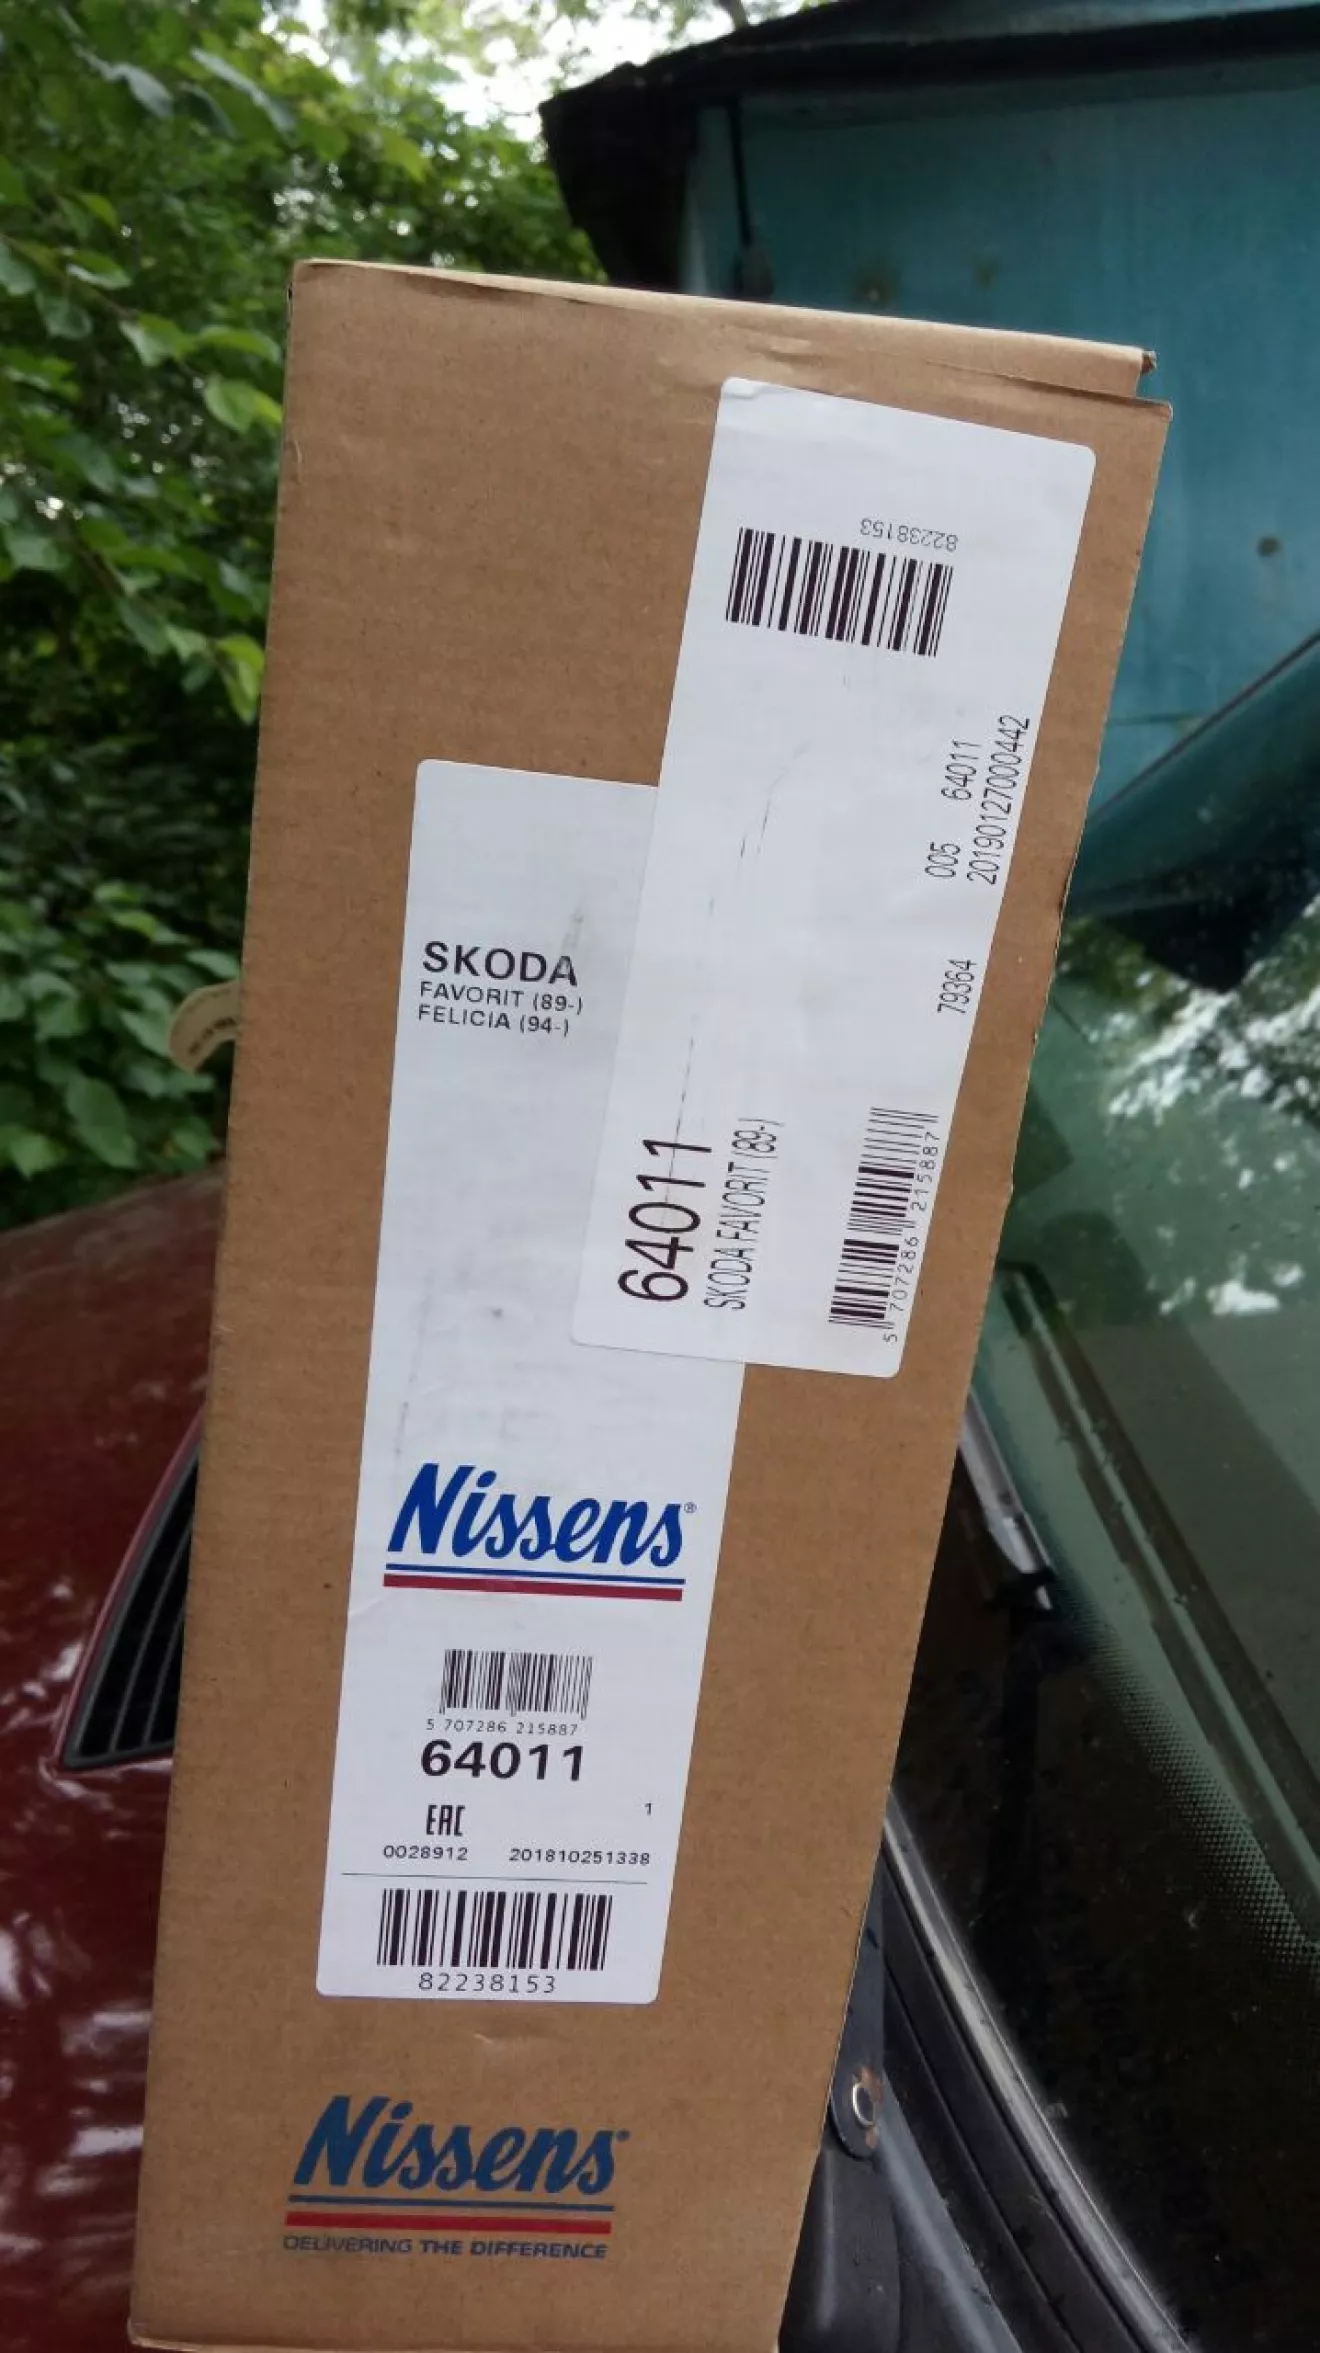 82238153
005 64011
20190127000442
79364
64011
SKODA FAVORIT (89-)
5 707286 215887
SKODA
FAVORIT (89-)
FELICIA (94-)
Nissens®
5 707286 215887
64011
EAC
1
0028912 201810251338
82238153
Nissens
DELIVERING THE DIFFERENCE